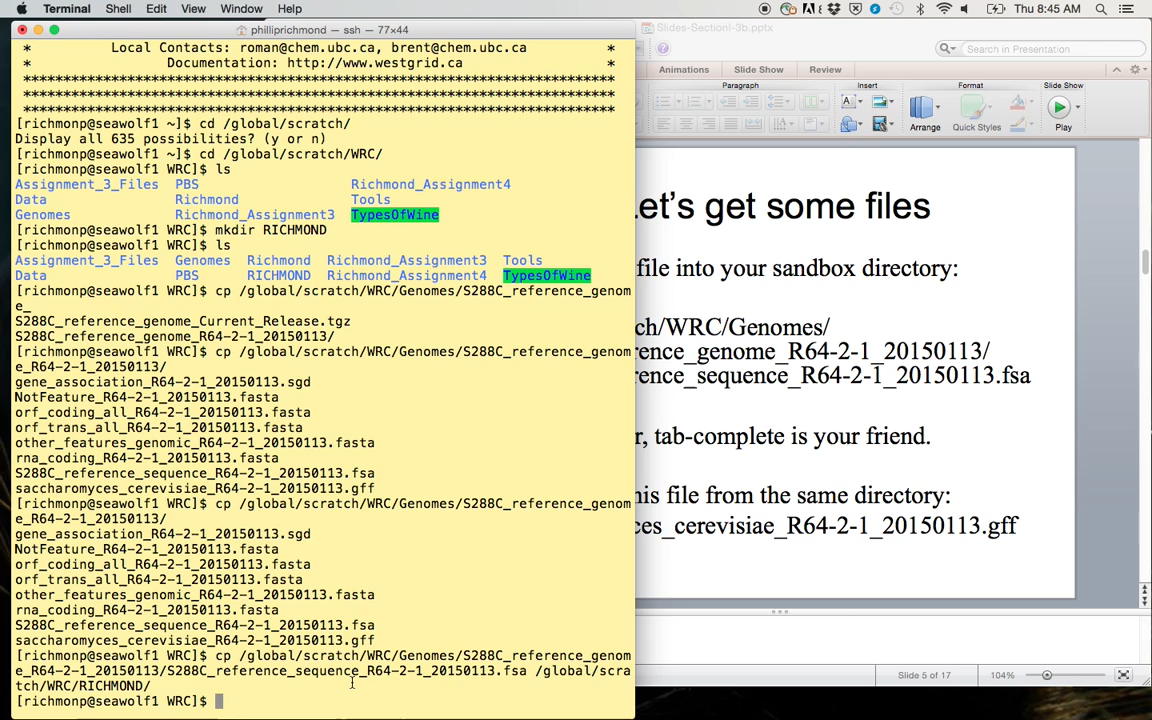 Terminal Shell Edit View Window Help Thu 8:45 AM
philliprichmond — ssh — 77x44
* Local Contacts: roman@chem.ubc.ca, brent@chem.ubc.ca *
* Documentation: http://www.westgrid.ca *
***************************************************************************
***************************************************************************
***************************************************************************
[richmonp@seawolf1 ~]$ cd /global/scratch/
Display all 635 possibilities? (y or n)
[richmonp@seawolf1 ~]$ cd /global/scratch/WRC/
[richmonp@seawolf1 WRC]$ ls
Assignment_3_Files PBS Richmond_Assignment4
Data Richmond Tools
Genomes Richmond_Assignment3 TypesOfWine
[richmonp@seawolf1 WRC]$ mkdir RICHMOND
[richmonp@seawolf1 WRC]$ ls
Assignment_3_Files Genomes Richmond Richmond_Assignment3 Tools
Data PBS RICHMOND Richmond_Assignment4 TypesOfWine
[richmonp@seawolf1 WRC]$ cp /global/scratch/WRC/Genomes/S288C_reference_genom
e_
S288C_reference_genome_Current_Release.tgz
S288C_reference_genome_R64-2-1_20150113/
[richmonp@seawolf1 WRC]$ cp /global/scratch/WRC/Genomes/S288C_reference_genom
e_R64-2-1_20150113/
gene_association_R64-2-1_20150113.sgd
NotFeature_R64-2-1_20150113.fasta
orf_coding_all_R64-2-1_20150113.fasta
orf_trans_all_R64-2-1_20150113.fasta
other_features_genomic_R64-2-1_20150113.fasta
rna_coding_R64-2-1_20150113.fasta
S288C_reference_sequence_R64-2-1_20150113.fsa
saccharomyces_cerevisiae_R64-2-1_20150113.gff
[richmonp@seawolf1 WRC]$ cp /global/scratch/WRC/Genomes/S288C_reference_genom
e_R64-2-1_20150113/
gene_association_R64-2-1_20150113.sgd
NotFeature_R64-2-1_20150113.fasta
orf_coding_all_R64-2-1_20150113.fasta
orf_trans_all_R64-2-1_20150113.fasta
other_features_genomic_R64-2-1_20150113.fasta
rna_coding_R64-2-1_20150113.fasta
S288C_reference_sequence_R64-2-1_20150113.fsa
saccharomyces_cerevisiae_R64-2-1_20150113.gff
[richmonp@seawolf1 WRC]$ cp /global/scratch/WRC/Genomes/S288C_reference_genom
e_R64-2-1_20150113/S288C_reference_sequence_R64-2-1_20150113.fsa /global/scra
tch/WRC/RICHMOND/
[richmonp@seawolf1 WRC]$
Slides-SectionI-3b.pptx
Search in Presentation
Animations Slide Show Review
Paragraph Insert Format Slide Show
Arrange Quick Styles Play
et's get some files
file into your sandbox directory:
ch/WRC/Genomes/
rence_genome_R64-2-1_20150113/
rence_sequence_R64-2-1_20150113.fsa
r, tab-complete is your friend.
his file from the same directory:
ces_cerevisiae_R64-2-1_20150113.gff
Slide 5 of 17 104%